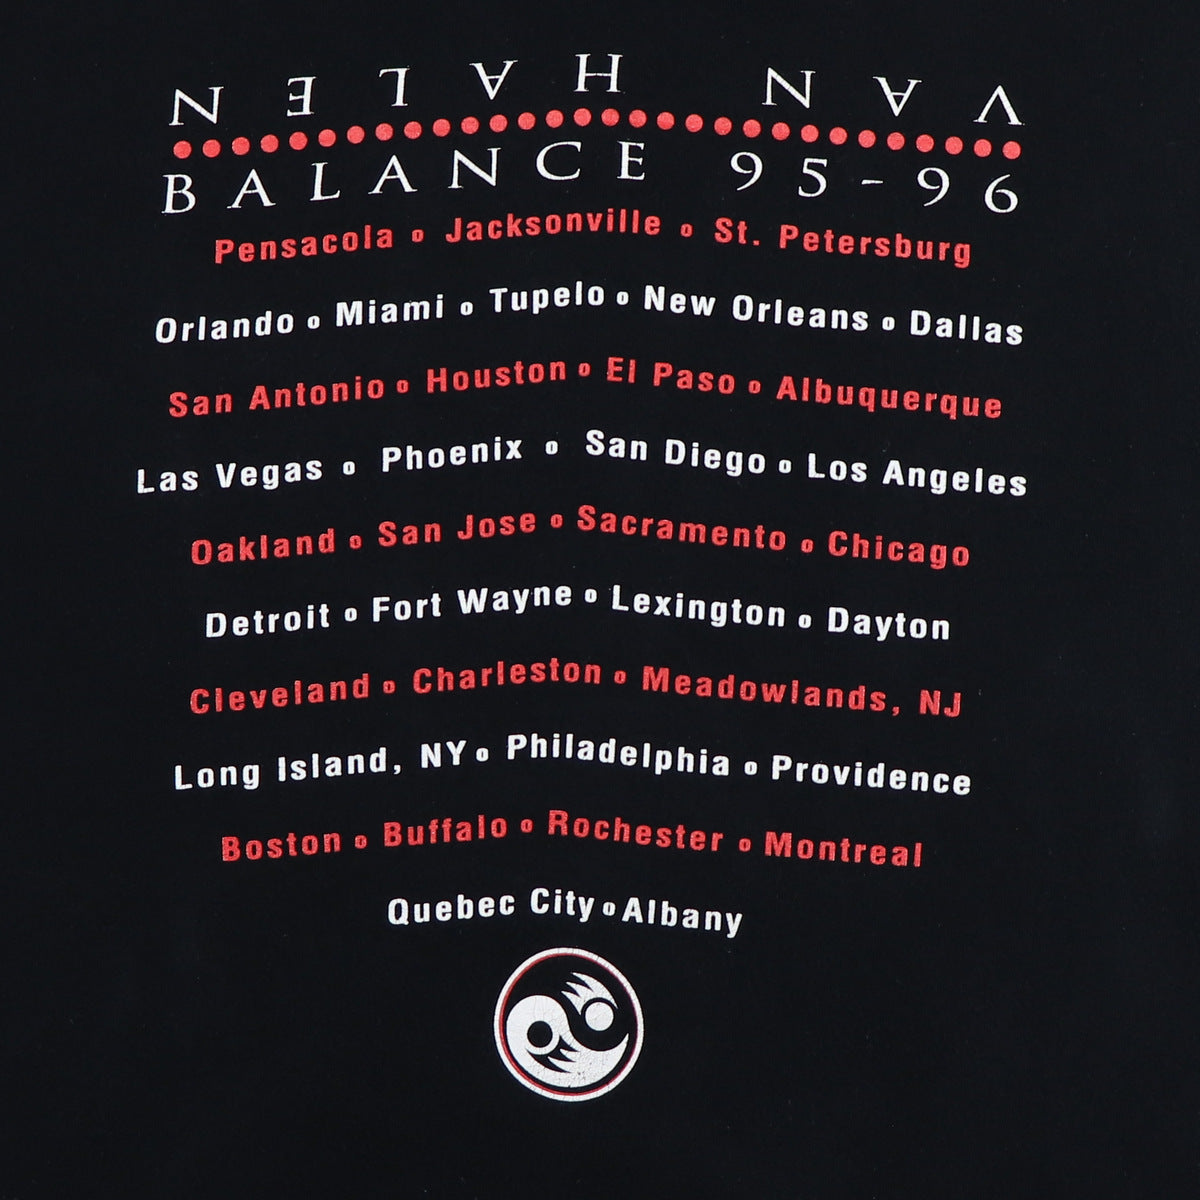 VAN HALEN
BALANCE 95-96
Pensacola o Jacksonville o St. Petersburg
Orlando o Miami o Tupelo o New Orleans o Dallas
San Antonio o Houston o El Paso o Albuquerque
Las Vegas o Phoenix o San Diego o Los Angeles
Oakland o San Jose o Sacramento o Chicago
Detroit o Fort Wayne o Lexington o Dayton
Cleveland o Charleston o Meadowlands, NJ
Long Island, NY o Philadelphia o Providence
Boston o Buffalo o Rochester o Montreal
Quebec City o Albany